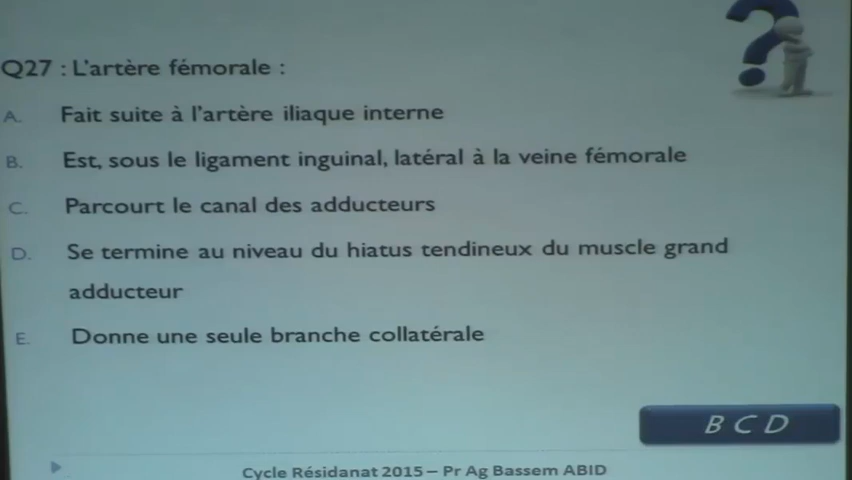 Q27 : L'artère fémorale :
A. Fait suite à l'artère iliaque interne
B. Est, sous le ligament inguinal, latéral à la veine fémorale
C. Parcourt le canal des adducteurs
D. Se termine au niveau du hiatus tendineux du muscle grand
adducteur
E. Donne une seule branche collatérale
B C D
Cycle Résidanat 2015 – Pr Ag Bassem ABID